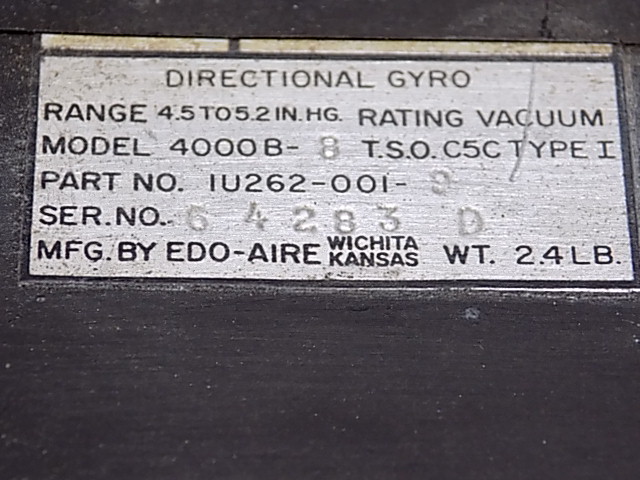 DIRECTIONAL GYRO
RANGE 4.5 TO 5.2 IN. HG. RATING VACUUM
MODEL 4000B-8 T.S.O. C5C TYPE I
PART NO. 1U262-001-9
SER. NO. 64283 D
MFG. BY EDO-AIRE WICHITA KANSAS WT. 2.4 LB.